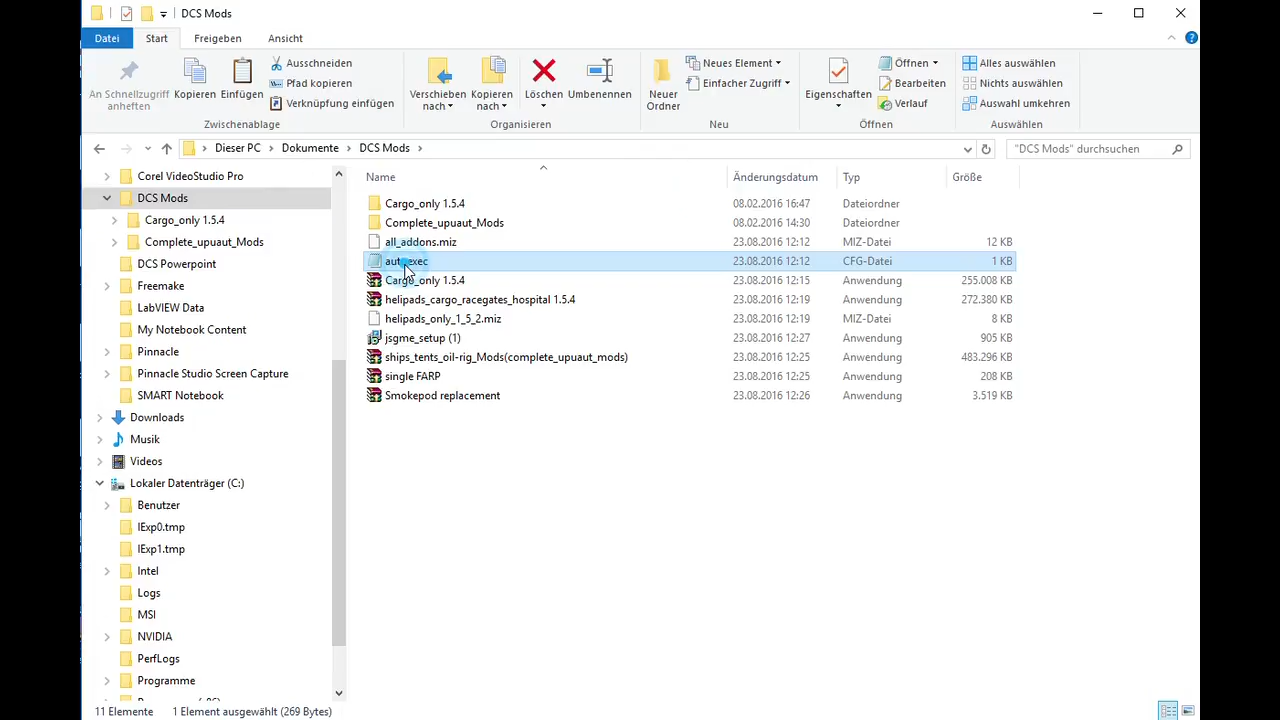 DCS Mods
Datei Start Freigeben Ansicht
An Schnellzugriff anheften
Kopieren
Einfügen
Ausschneiden
Pfad kopieren
Verknüpfung einfügen
Zwischenablage
Verschieben nach
Kopieren nach
Löschen
Umbenennen
Organisieren
Neuer Ordner
Neues Element
Einfacher Zugriff
Neu
Eigenschaften
Öffnen
Bearbeiten
Verlauf
Öffnen
Alles auswählen
Nichts auswählen
Auswahl umkehren
Auswählen
Dieser PC > Dokumente > DCS Mods >
"DCS Mods" durchsuchen
Corel VideoStudio Pro
DCS Mods
Cargo_only 1.5.4
Complete_upuaut_Mods
DCS Powerpoint
Freemake
LabVIEW Data
My Notebook Content
Pinnacle
Pinnacle Studio Screen Capture
SMART Notebook
Downloads
Musik
Videos
Lokaler Datenträger (C:)
Benutzer
IExp0.tmp
IExp1.tmp
Intel
Logs
MSI
NVIDIA
PerfLogs
Programme
Name Änderungsdatum Typ Größe
Cargo_only 1.5.4 08.02.2016 16:47 Dateiordner
Complete_upuaut_Mods 08.02.2016 14:30 Dateiordner
all_addons.miz 23.08.2016 12:12 MIZ-Datei 12 KB
autoexec 23.08.2016 12:12 CFG-Datei 1 KB
Cargo_only 1.5.4 23.08.2016 12:15 Anwendung 255.008 KB
helipads_cargo_racegates_hospital 1.5.4 23.08.2016 12:19 Anwendung 272.380 KB
helipads_only_1_5_2.miz 23.08.2016 12:19 MIZ-Datei 8 KB
jsgme_setup (1) 23.08.2016 12:27 Anwendung 905 KB
ships_tents_oil-rig_Mods(complete_upuaut_mods) 23.08.2016 12:25 Anwendung 483.296 KB
single FARP 23.08.2016 12:25 Anwendung 208 KB
Smokepod replacement 23.08.2016 12:26 Anwendung 3.519 KB
11 Elemente 1 Element ausgewählt (269 Bytes)